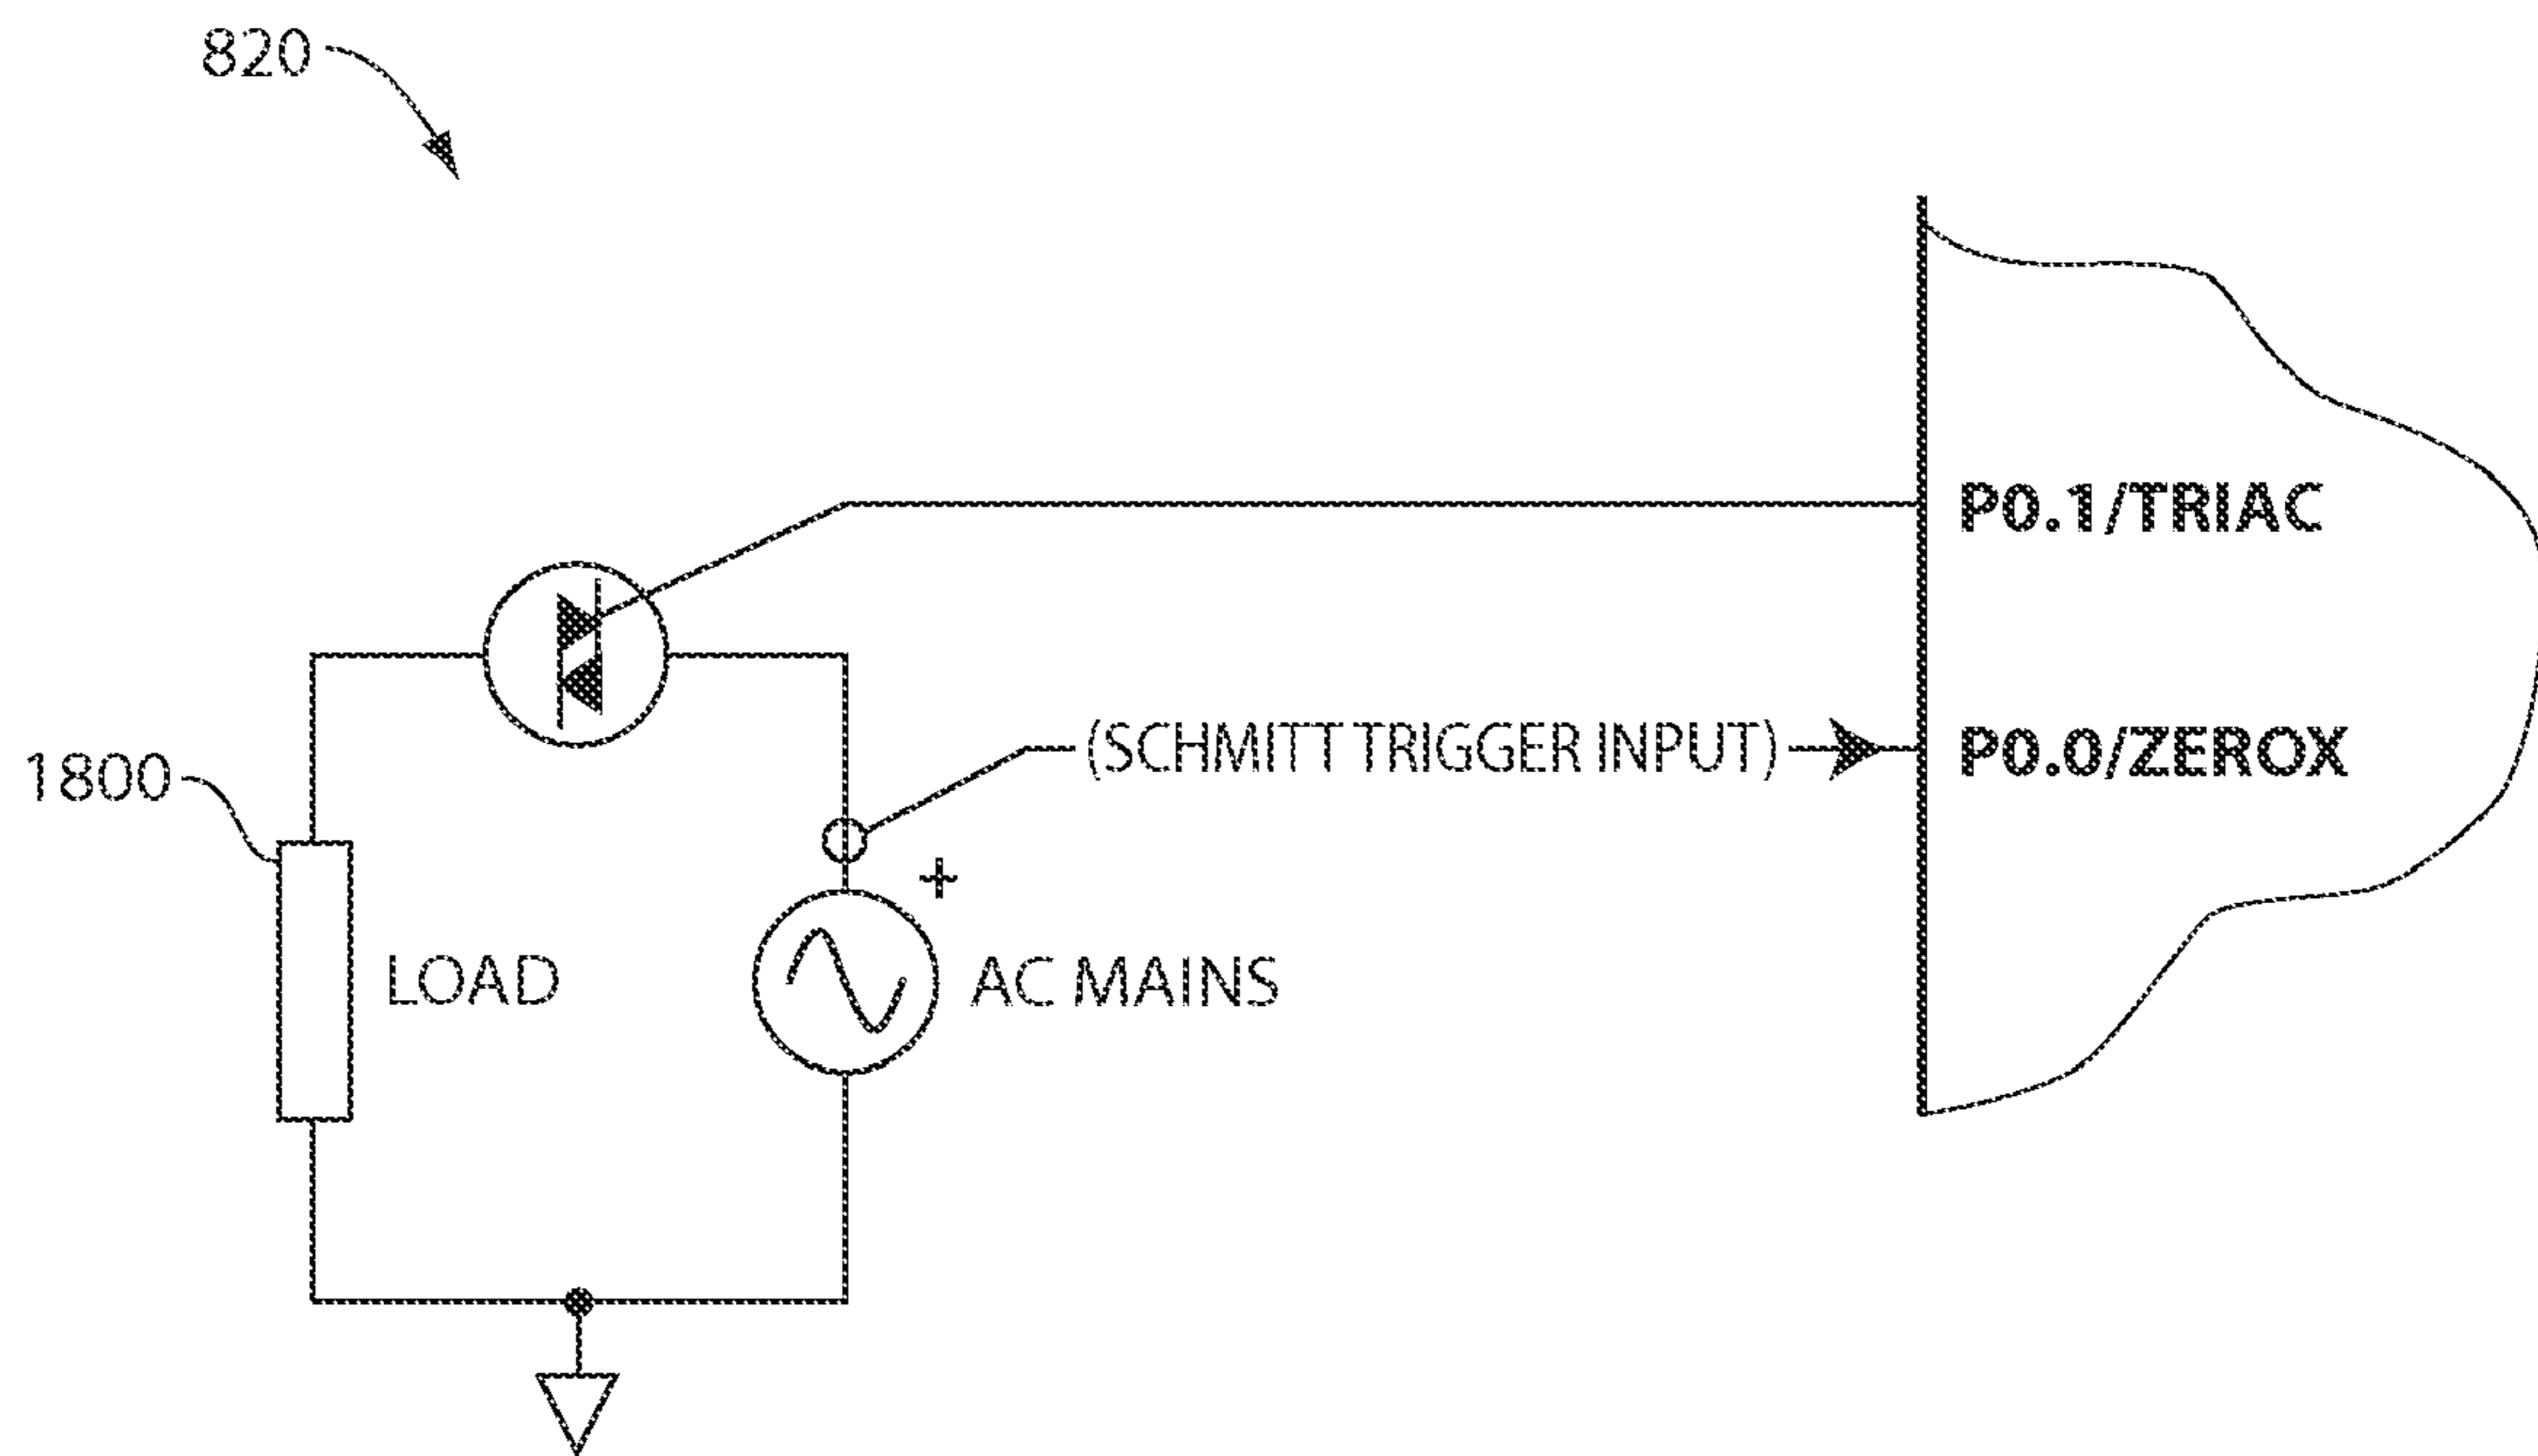 820
P0.1/TRIAC
(SCHMITT TRIGGER INPUT)
P0.0/ZEROX
1800
+
LOAD
AC MAINS